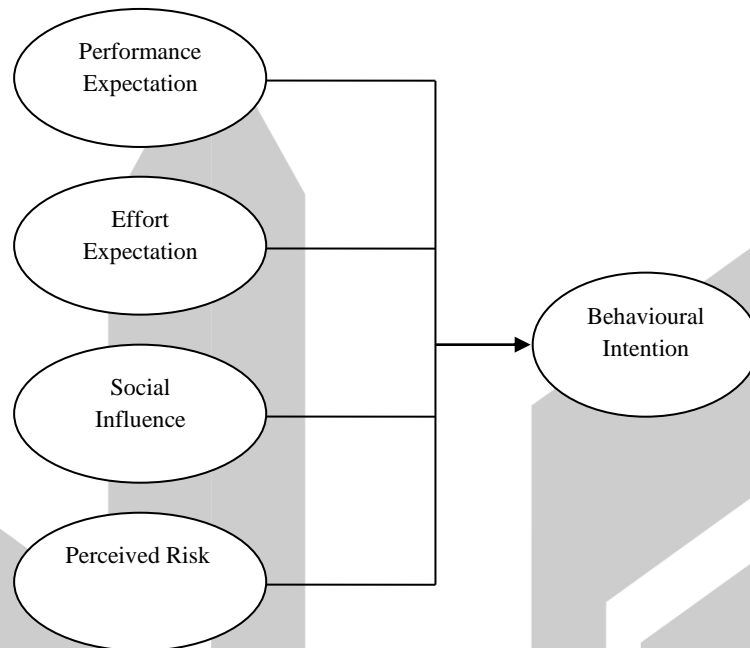 Performance
Expectation
Effort
Expectation
Social
Influence
Perceived Risk
Behavioural
Intention